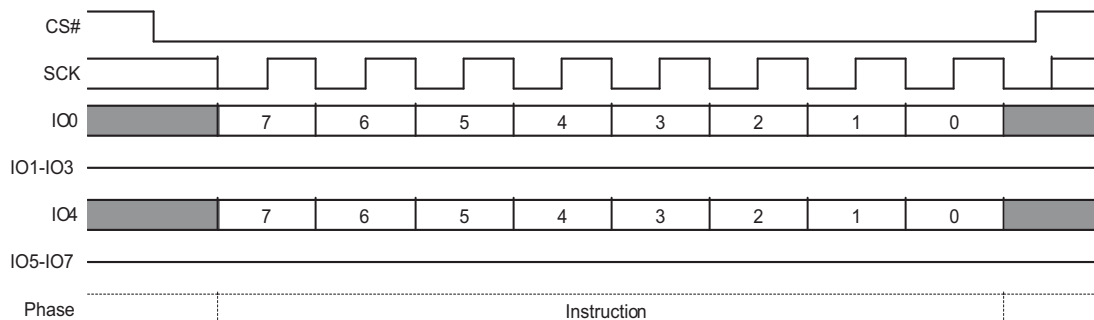 CS#
SCK
IO0 7 6 5 4 3 2 1 0
IO1-IO3
IO4 7 6 5 4 3 2 1 0
IO5-IO7
Phase Instruction